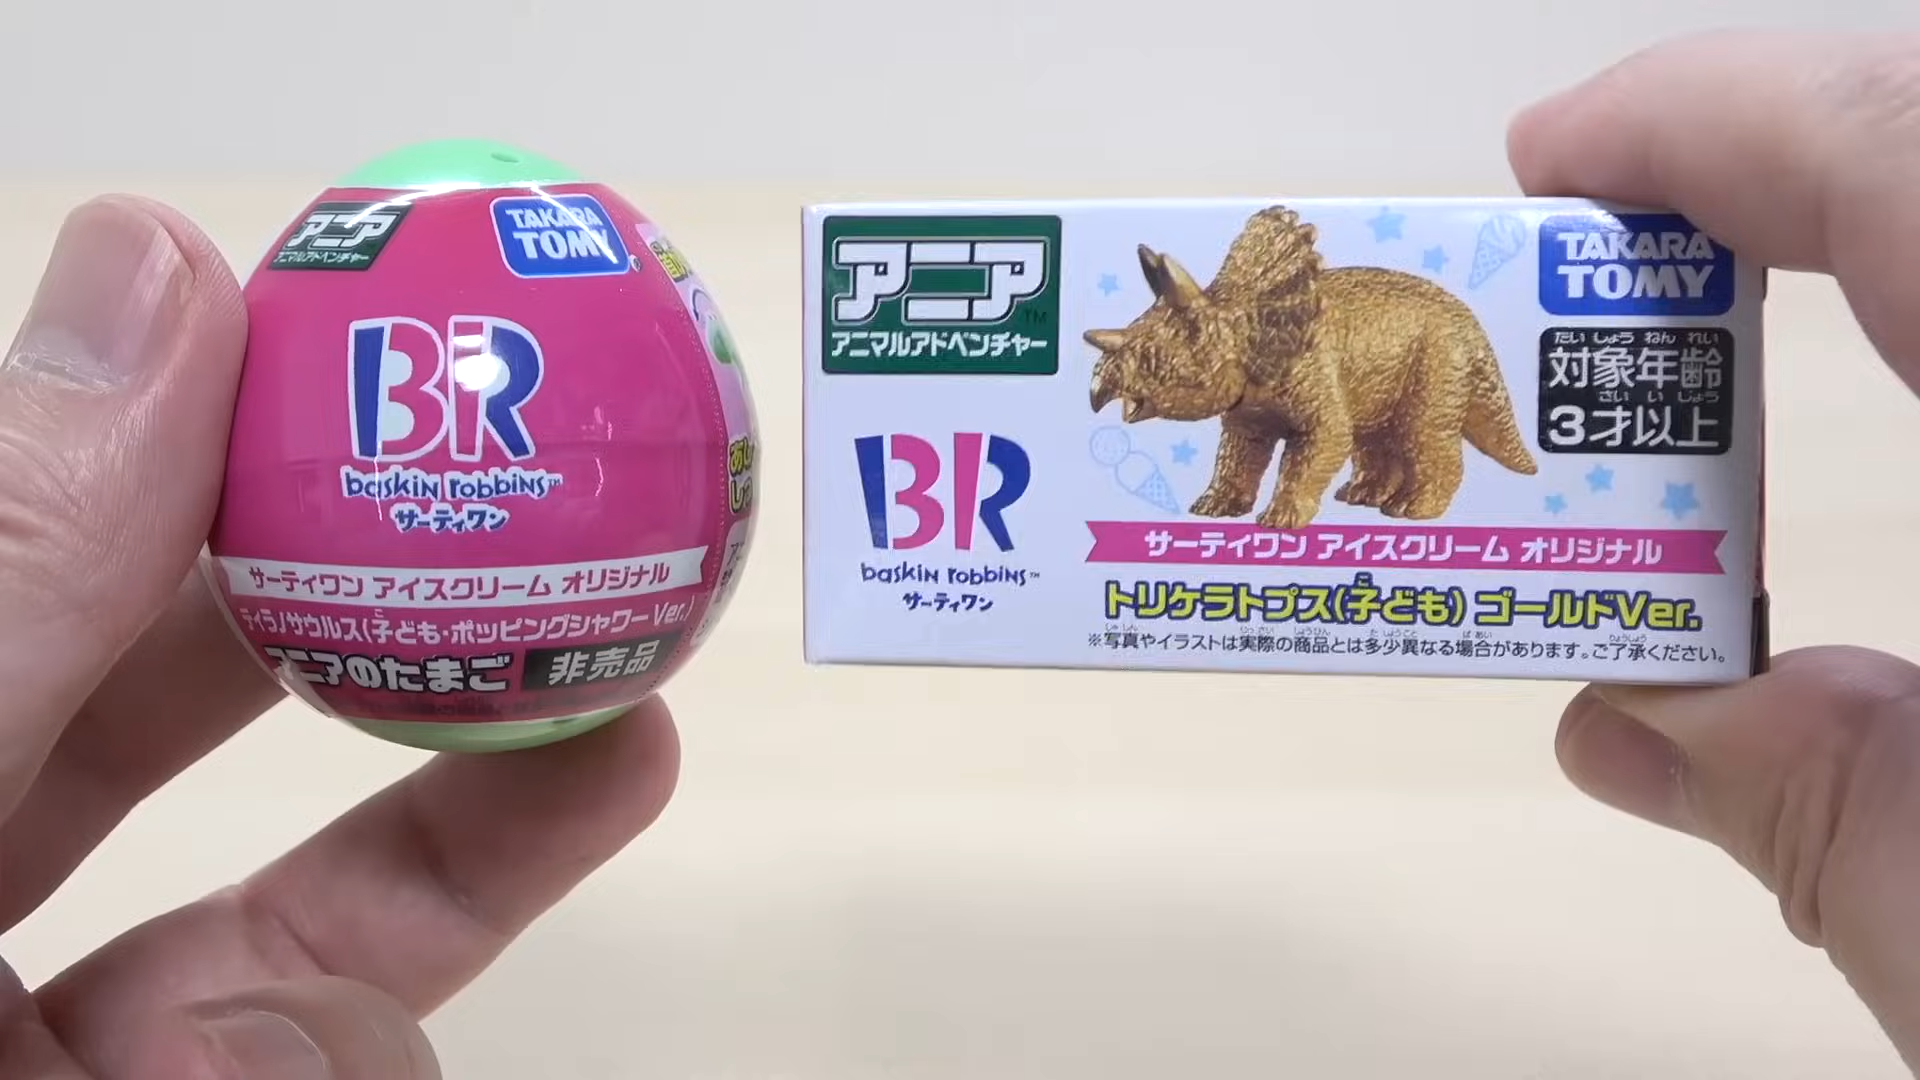 アニア
アニマルアドベンチャー
TAKARA
TOMY
BR
baskin robbins™
サーティワン
サーティワン アイスクリーム オリジナル
ティラノサウルス(子ども・ポッピングシャワーVer.)
こ
アニアのたまご
非売品
アニア™
アニマルアドベンチャー
BR
baskin robbins™
サーティワン
TAKARA
TOMY
たい しょう ねん れい
対象年齢
さい い じょう
3才以上
サーティワン アイスクリーム オリジナル
こ
トリケラトプス(子ども) ゴールドVer.
※写真やイラストは実際の商品とは多少異なる場合があります。ご了承ください。